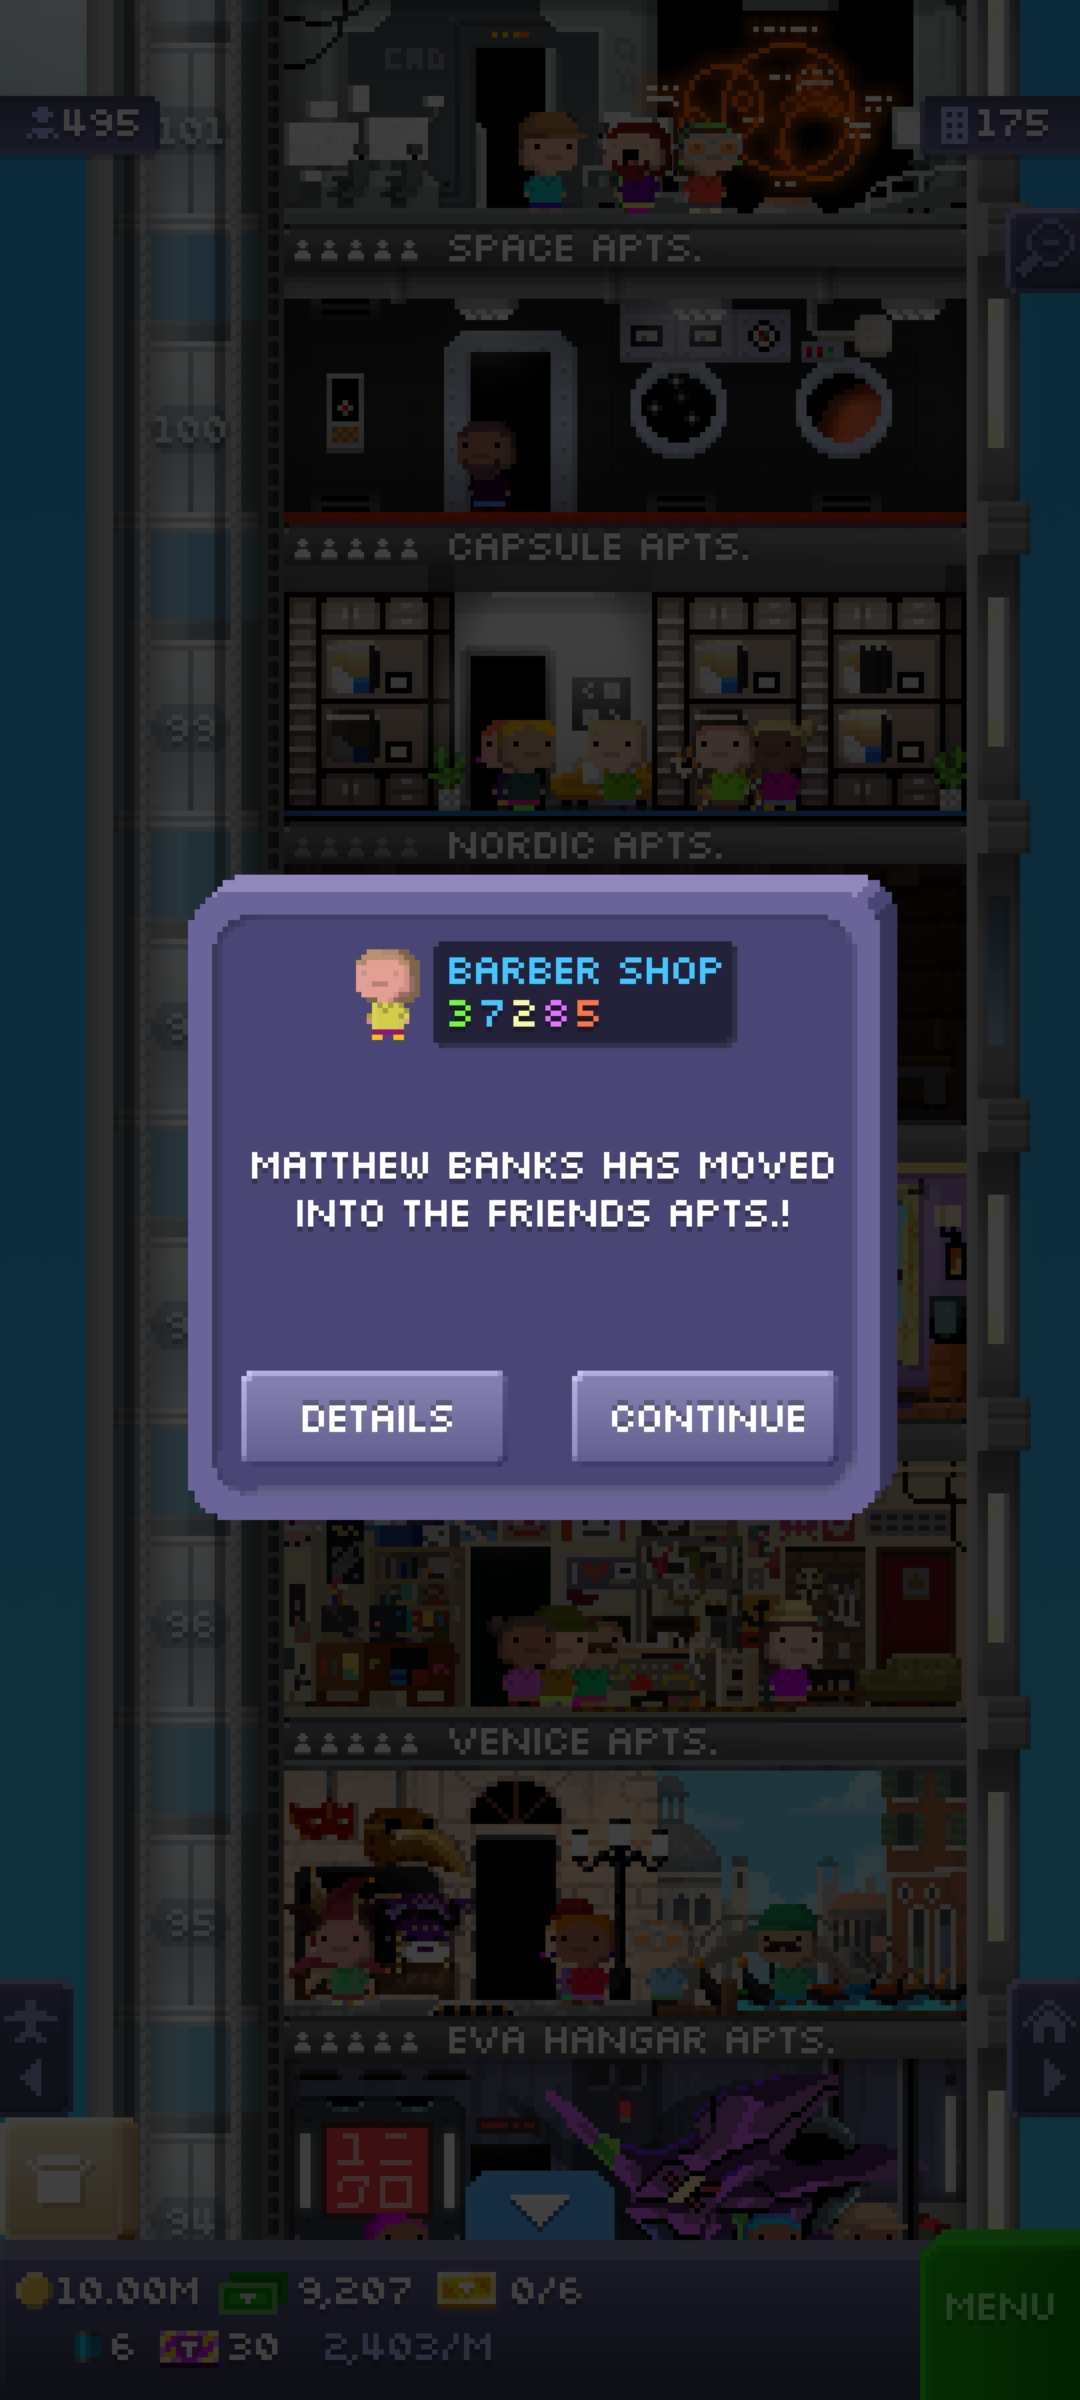 495
101
175
CAD
SPACE APTS.
100
CAPSULE APTS.
99
NORDIC APTS.
BARBER SHOP
37285
MATTHEW BANKS HAS MOVED
INTO THE FRIENDS APTS.!
DETAILS
CONTINUE
96
VENICE APTS.
95
EVA HANGAR APTS.
94
10.00M
9,207
0/6
MENU
6
30
2,403/M